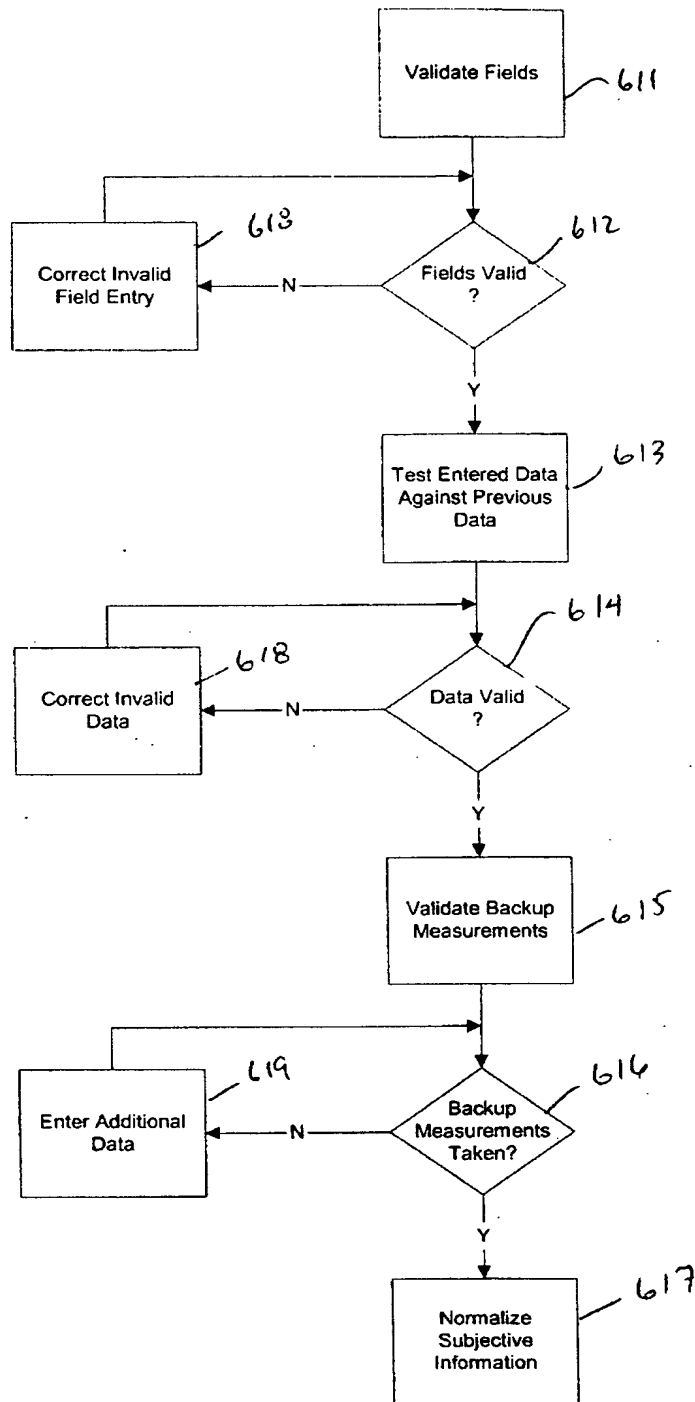 Validate Fields
611
618
612
Correct Invalid
Field Entry
N
Fields Valid
?
Y
613
Test Entered Data
Against Previous
Data
614
618
Correct Invalid
Data
N
Data Valid
?
Y
Validate Backup
Measurements
615
619
616
Enter Additional
Data
N
Backup
Measurements
Taken?
Y
617
Normalize
Subjective
Information